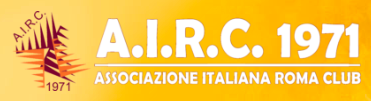 A.I.R.C.
1971
A.I.R.C. 1971
ASSOCIAZIONE ITALIANA ROMA CLUB